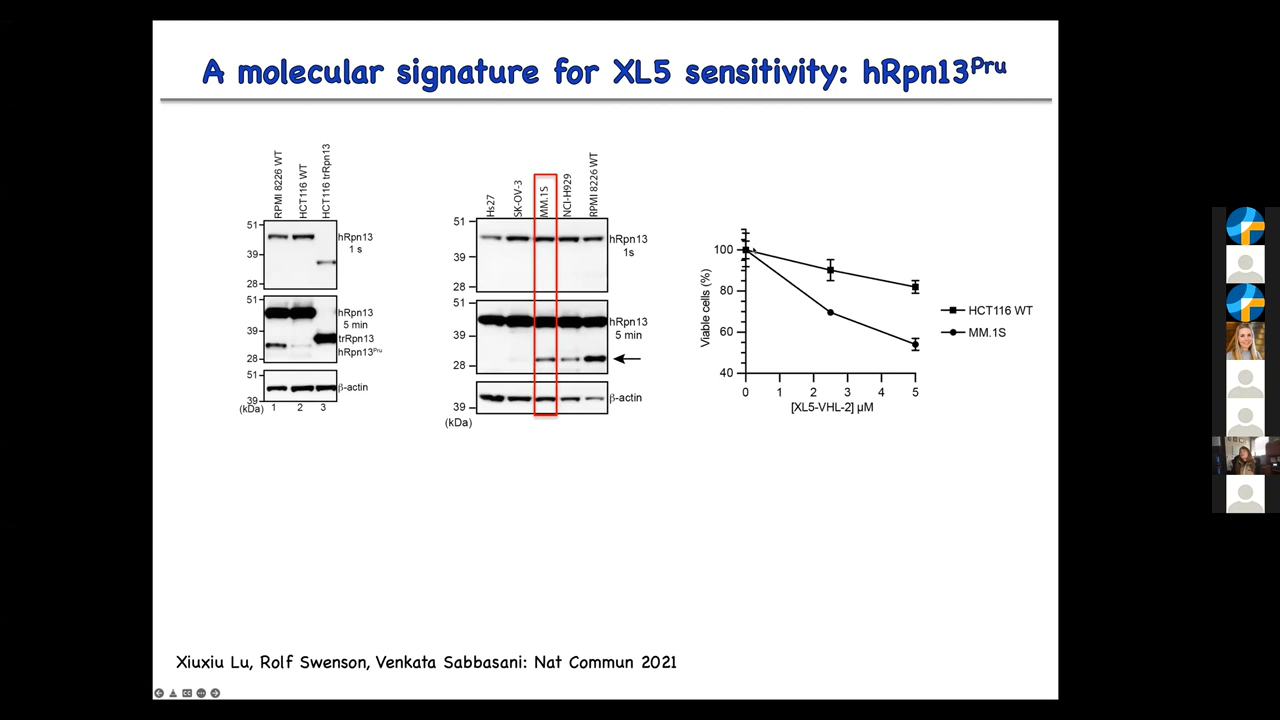 A molecular signature for XL5 sensitivity: hRpn13Pru
RPMI 8226 WT
HCT116 WT
HCT116 trRpn13
51
39
28
hRpn13
1 s
51
39
28
hRpn13
5 min
trRpn13
hRpn13Pru
51
39
(kDa)
β-actin
1 2 3
Hs27
SK-OV-3
MM.1S
NCI-H929
RPMI 8226 WT
51
39
28
hRpn13
1s
51
39
28
hRpn13
5 min
39
(kDa)
β-actin
Viable cells (%)
100
80
60
40
0 1 2 3 4 5
[XL5-VHL-2] µM
HCT116 WT
MM.1S
Xiuxiu Lu, Rolf Swenson, Venkata Sabbasani: Nat Commun 2021